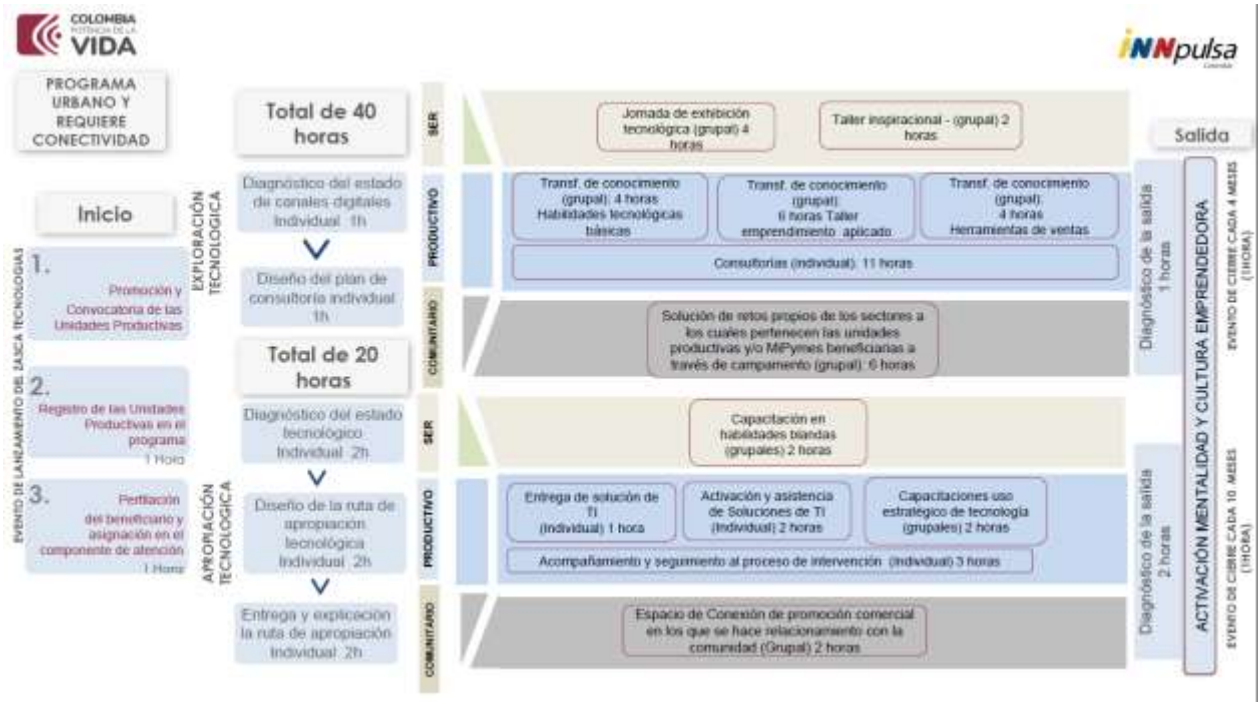 COLOMBIA
POTENCIA DE LA
VIDA
iNNpulsa
Colombia
PROGRAMA
URBANO Y
REQUIERE
CONECTIVIDAD
Inicio
EVENTO DE LANZAMIENTO DEL ZASCA TECNOLOGIAS
1.
Promoción y
Convocatoria de las
Unidades Productivas
2.
Registro de las Unidades
Productivas en el
programa
1 Hora
3.
Perfilación
del beneficiario y
asignación en el
componente de atención
1 Hora
EXPLORACIÓN
TECNOLOGICA
Total de 40
horas
Diagnóstico del estado
de canales digitales
Individual 1h
Diseño del plan de
consultoría individual
1h
SER
Jornada de exhibición
tecnológica (grupal) 4
horas
Taller inspiracional - (grupal) 2
horas
PRODUCTIVO
Transf. de conocimiento
(grupal): 4 horas
Habilidades tecnológicas
básicas
Transf. de conocimiento
(grupal):
6 horas Taller
emprendimiento aplicado
Transf. de conocimiento
(grupal):
4 horas
Herramientas de ventas
Consultorías (individual): 11 horas
COMUNITARIO
Solución de retos propios de los sectores a
los cuales pertenecen las unidades
productivas y/o MiPymes beneficiarias a
través de campamento (grupal): 6 horas
APROPIACIÓN
TECNOLOGICA
Total de 20
horas
Diagnóstico del estado
tecnológico
Individual 2h
Diseño de la ruta de
apropiación
tecnológica
Individual 2h
Entrega y explicación
la ruta de apropiación
Individual 2h
SER
Capacitación en
habilidades blandas
(grupales) 2 horas
PRODUCTIVO
Entrega de solución de
TI
(Individual) 1 hora
Activación y asistencia
de Soluciones de TI
(Individual) 2 horas
Capacitaciones uso
estratégico de tecnología
(grupales) 2 horas
Acompañamiento y seguimiento al proceso de intervención (Individual) 3 horas
COMUNITARIO
Espacio de Conexión de promoción comercial
en los que se hace relacionamiento con la
comunidad (Grupal) 2 horas
Salida
Diagnóstico de la salida
1 horas
Diagnóstico de la salida
2 horas
ACTIVACIÓN MENTALIDAD Y CULTURA EMPRENDEDORA
EVENTO DE CIERRE CADA 4 MESES
(1HORA)
EVENTO DE CIERRE CADA 10 MESES
(1HORA)